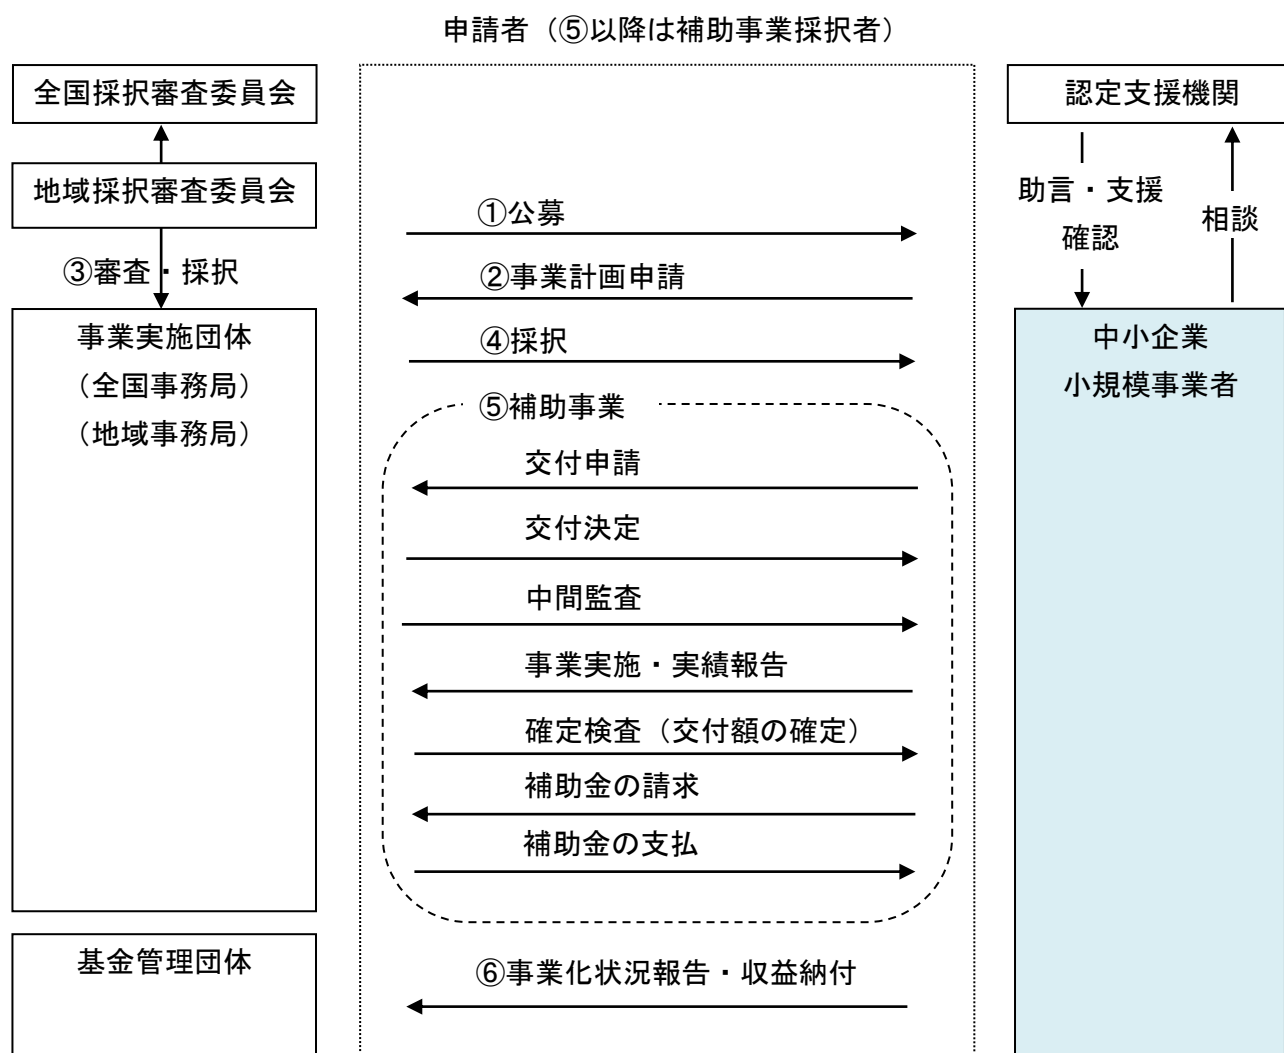 申請者（⑤以降は補助事業採択者）
全国採択審査委員会
地域採択審査委員会
③審査・採択
事業実施団体
（全国事務局）
（地域事務局）
基金管理団体
①公募
②事業計画申請
④採択
⑤補助事業
交付申請
交付決定
中間監査
事業実施・実績報告
確定検査（交付額の確定）
補助金の請求
補助金の支払
⑥事業化状況報告・収益納付
認定支援機関
助言・支援
確認
相談
中小企業
小規模事業者